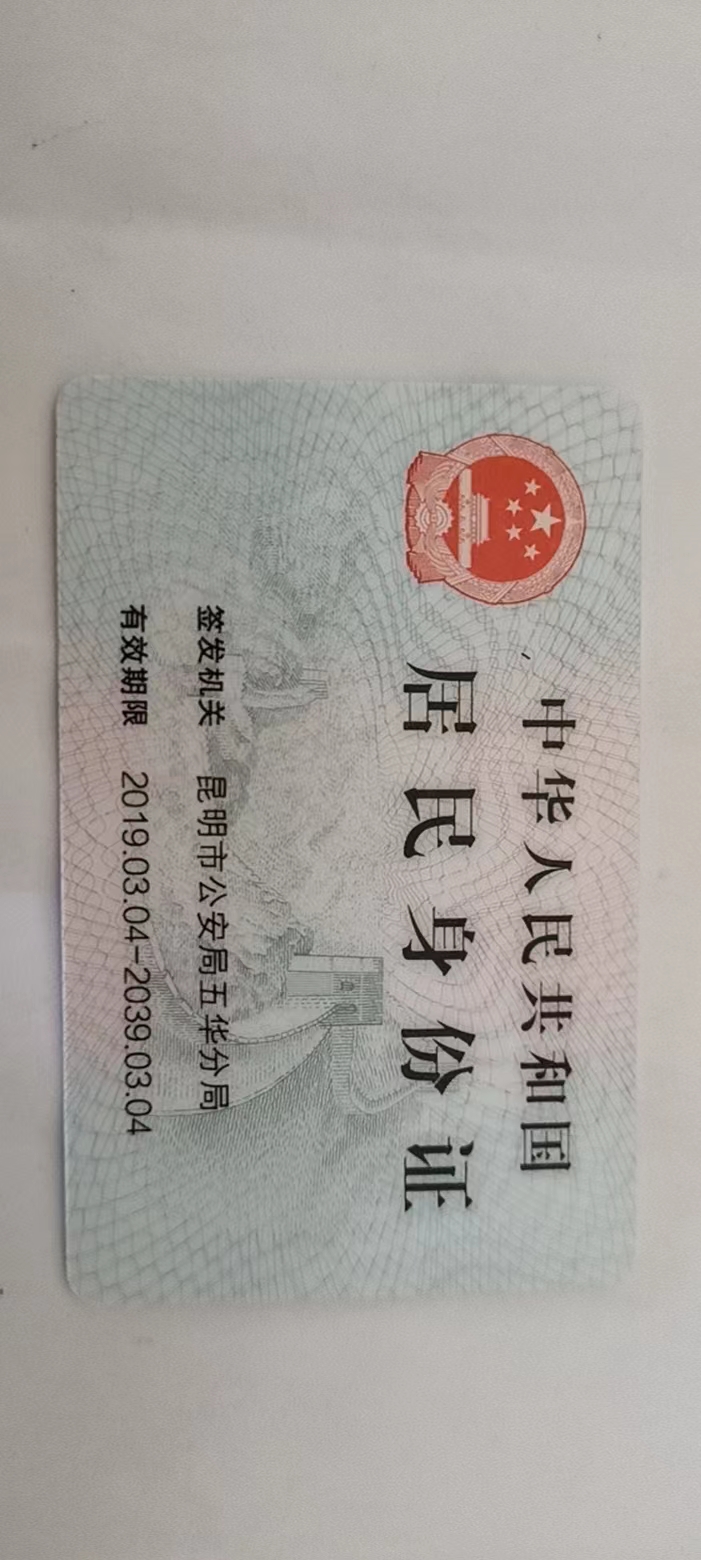 中华人民共和国
居民身份证
签发机关 昆明市公安局五华分局
有效期限 2019.03.04-2039.03.04